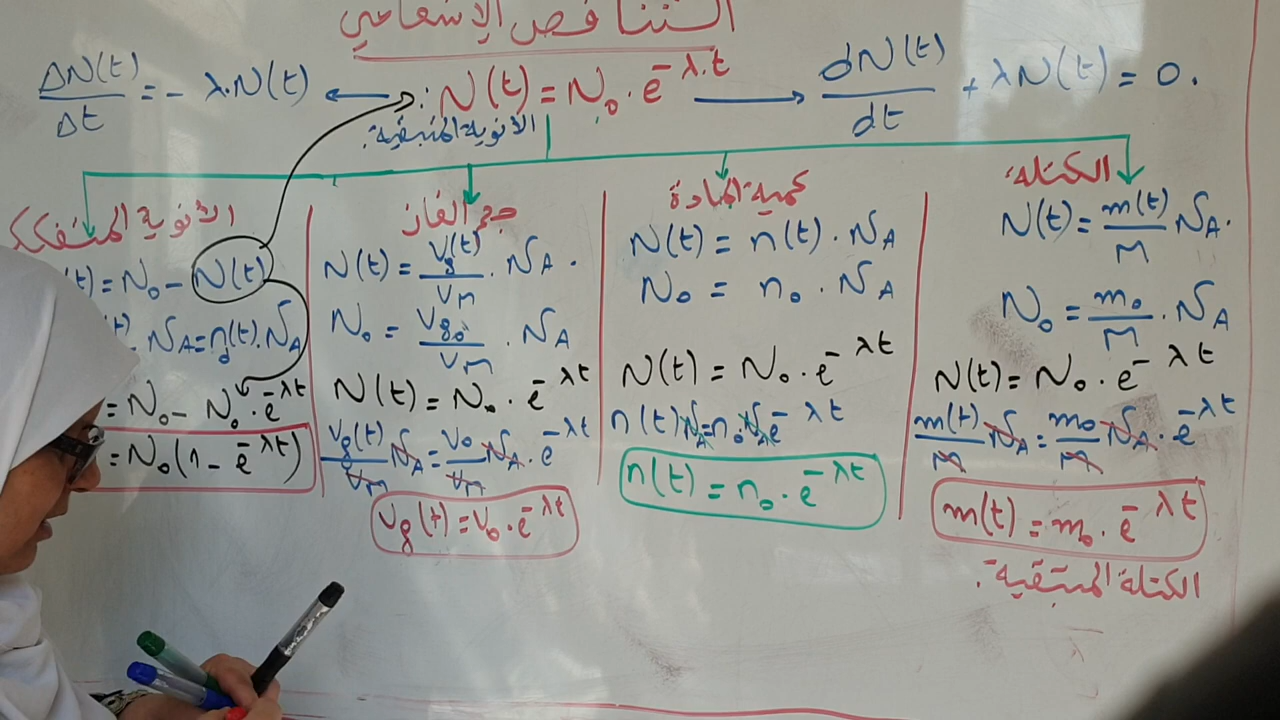 التناقص الإشعاعي
ΔN(t)/Δt = - λ.N(t) ⟷ : N(t) = N₀ . e^-λ.t ⟶ dN(t)/dt + λN(t) = 0.
الأنوية المتبقية:
الكتلة:
N(t) = m(t)/M N_A.
N₀ = m₀/M . N_A
N(t) = N₀ . e^-λt
m(t)/M N_A = m₀/M N_A . e^-λt
m(t) = m₀ . e^-λt
الكتلة المتبقية:
كمية المادة
N(t) = n(t) . N_A
N₀ = n₀ . N_A
N(t) = N₀ . e^-λt
n(t) N_A = n₀ . N_A e^-λt
n(t) = n₀ . e^-λt
حجم الغاز
N(t) = V_g(t)/V_m . N_A .
N₀ = V_g₀/V_m . N_A
N(t) = N₀ . e^-λt
V_g(t)/V_m N_A = V₀/V_m N_A . e^-λt
V_g(t) = V₀ . e^-λt
الأنوية المتفككة
(t) = N₀ - N(t)
N_A = n_d(t) . N_A
= N₀ - N₀ . e^-λt
= N₀(1 - e^-λt)